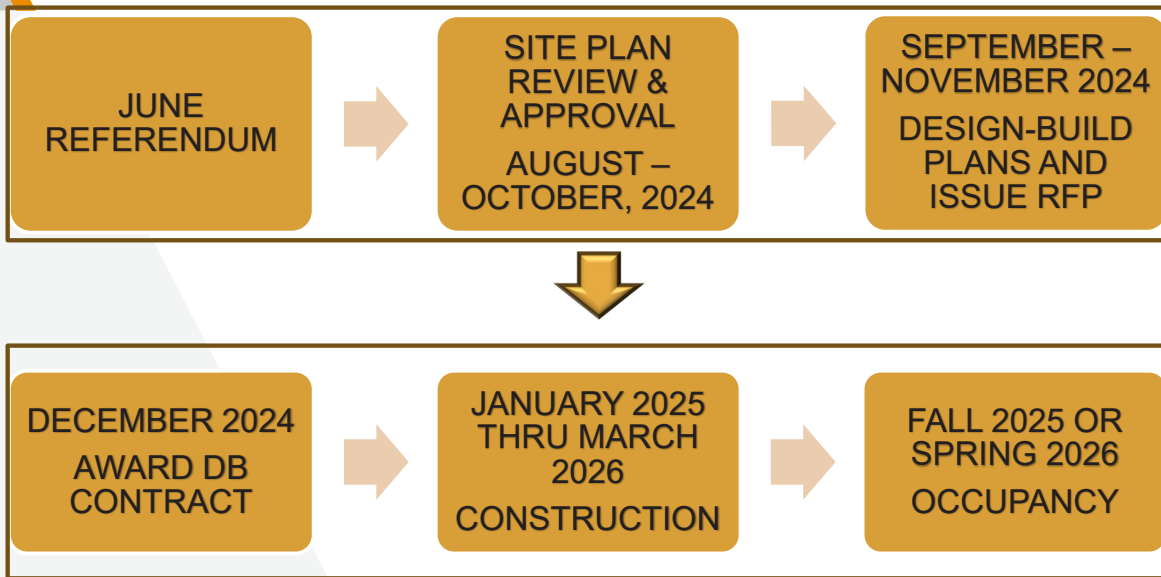 JUNE
REFERENDUM
SITE PLAN
REVIEW &
APPROVAL
AUGUST –
OCTOBER, 2024
SEPTEMBER –
NOVEMBER 2024
DESIGN-BUILD
PLANS AND
ISSUE RFP
DECEMBER 2024
AWARD DB
CONTRACT
JANUARY 2025
THRU MARCH
2026
CONSTRUCTION
FALL 2025 OR
SPRING 2026
OCCUPANCY